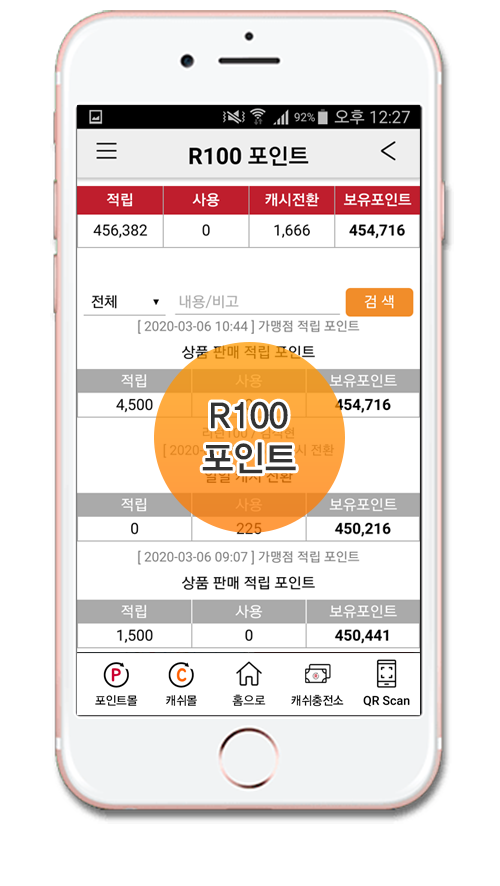 92% 오후 12:27
R100 포인트
적립 사용 캐시전환 보유포인트
456,382 0 1,666 454,716
전체 ▼ 내용/비고 검 색
[ 2020-03-06 10:44 ] 가맹점 적립 포인트
상품 판매 적립 포인트
적립 사용 보유포인트
4,500 454,716
R100
포인트
[ 2020- 전환
일일 캐시 전환
적립 사용 보유포인트
0 225 450,216
[ 2020-03-06 09:07 ] 가맹점 적립 포인트
상품 판매 적립 포인트
적립 사용 보유포인트
1,500 0 450,441
P C
포인트몰 캐쉬몰 홈으로 캐쉬충전소 QR Scan